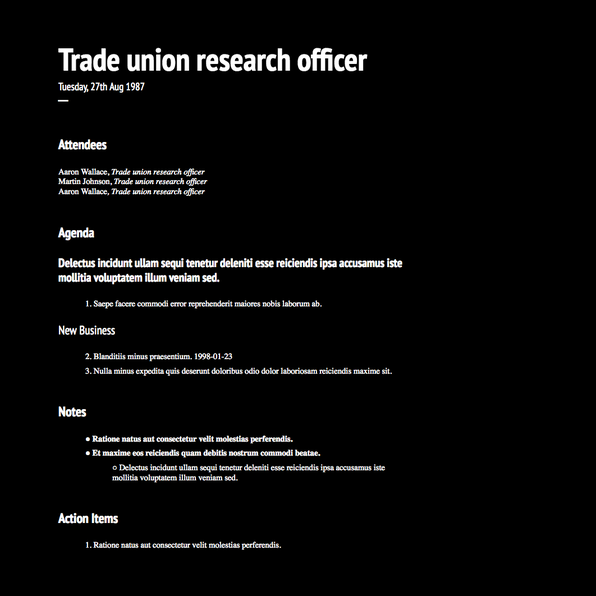 Trade union research officer
Tuesday, 27th Aug 1987
Attendees
Aaron Wallace, Trade union research officer
Martin Johnson, Trade union research officer
Aaron Wallace, Trade union research officer
Agenda
Delectus incidunt ullam sequi tenetur deleniti esse reiciendis ipsa accusamus iste
mollitia voluptatem illum veniam sed.
1. Saepe facere commodi error reprehenderit maiores nobis laborum ab.
New Business
2. Blanditiis minus praesentium. 1998-01-23
3. Nulla minus expedita quis deserunt doloribus odio dolor laboriosam reiciendis maxime sit.
Notes
● Ratione natus aut consectetur velit molestias perferendis.
● Et maxime eos reiciendis quam debitis nostrum commodi beatae.
○ Delectus incidunt ullam sequi tenetur deleniti esse reiciendis ipsa accusamus iste
mollitia voluptatem illum veniam sed.
Action Items
1. Ratione natus aut consectetur velit molestias perferendis.